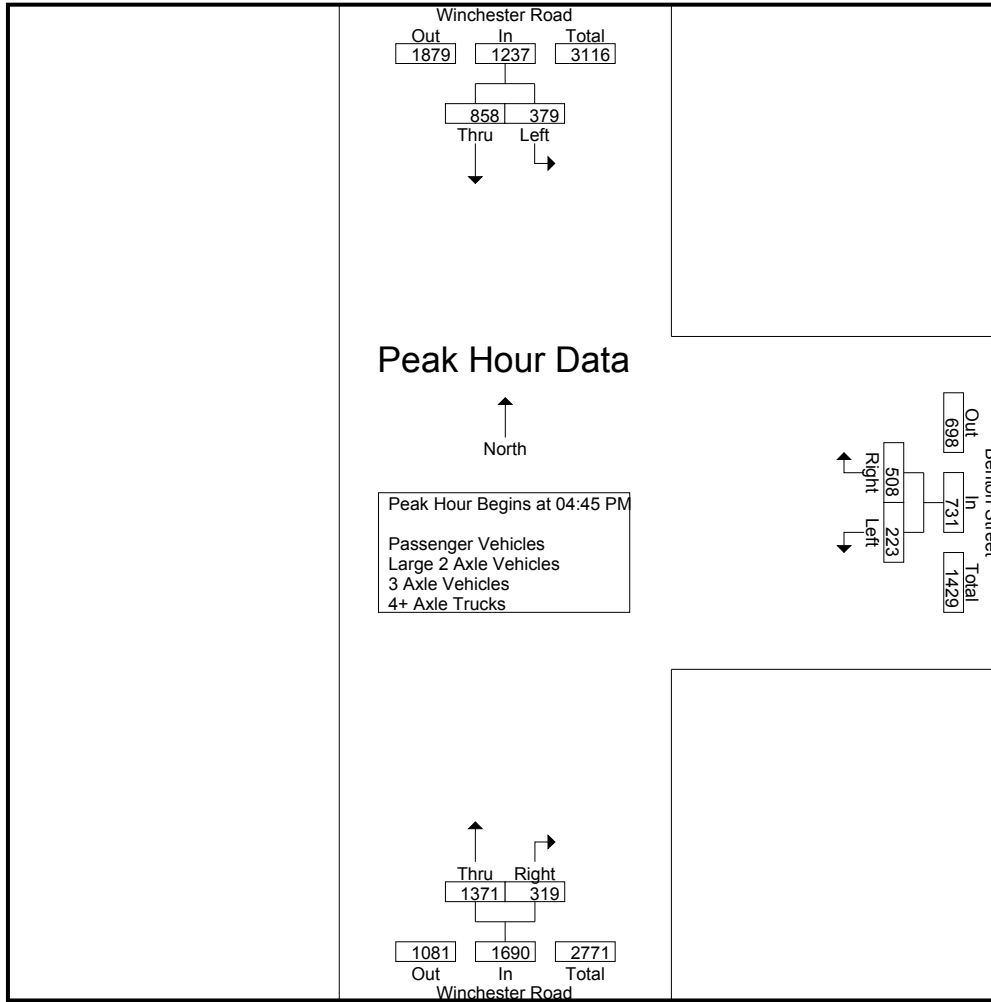 Winchester Road
Out In Total
1879 1237 3116
858 379
Thru Left
Peak Hour Data
North
Peak Hour Begins at 04:45 PM
Passenger Vehicles
Large 2 Axle Vehicles
3 Axle Vehicles
4+ Axle Trucks
Street
Out In Total
698 731 1429
508 223
Right Left
Thru Right
1371 319
1081 1690 2771
Out In Total
Winchester Road